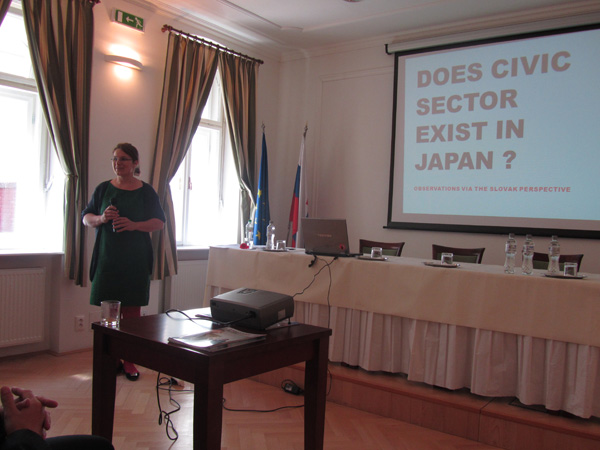 DOES CIVIC
SECTOR
EXIST IN
JAPAN ?
OBSERVATIONS VIA THE SLOVAK PERSPECTIVE